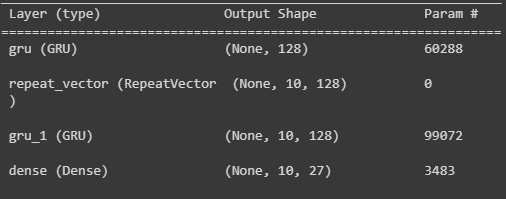 Layer (type) Output Shape Param #
=================================================================
gru (GRU) (None, 128) 60288
repeat_vector (RepeatVector (None, 10, 128) 0
)
gru_1 (GRU) (None, 10, 128) 99072
dense (Dense) (None, 10, 27) 3483